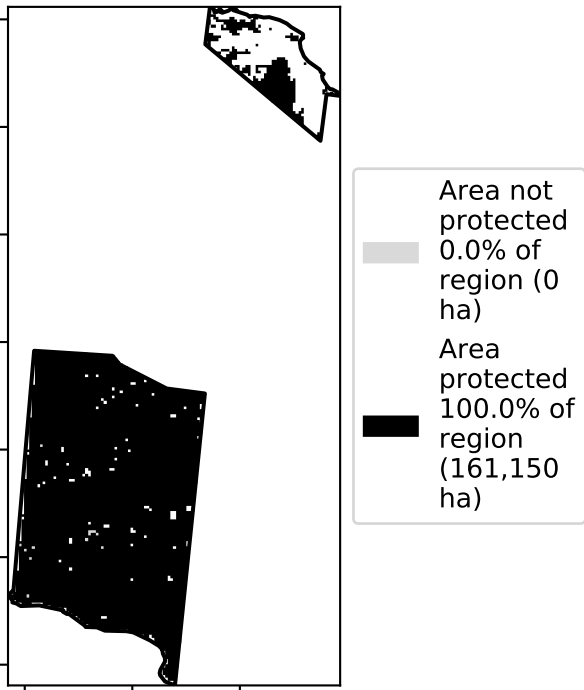 Area not
protected
0.0% of
region (0
ha)
Area
protected
100.0% of
region
(161,150
ha)